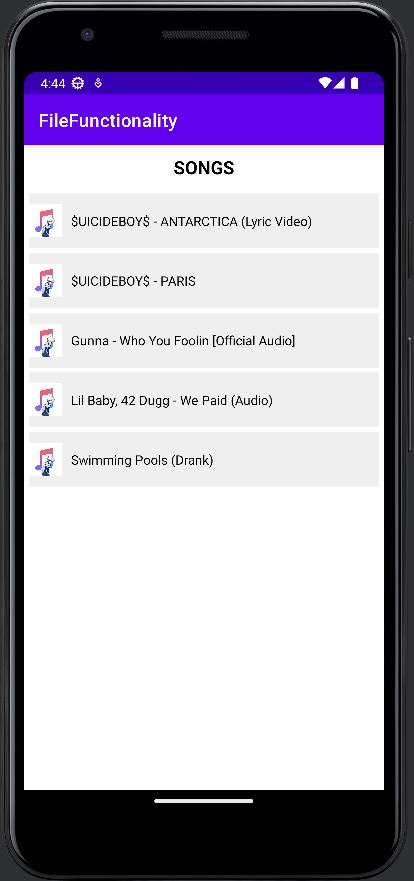 4:44
FileFunctionality
SONGS
$UICIDEBOY$ - ANTARCTICA (Lyric Video)
$UICIDEBOY$ - PARIS
Gunna - Who You Foolin [Official Audio]
Lil Baby, 42 Dugg - We Paid (Audio)
Swimming Pools (Drank)